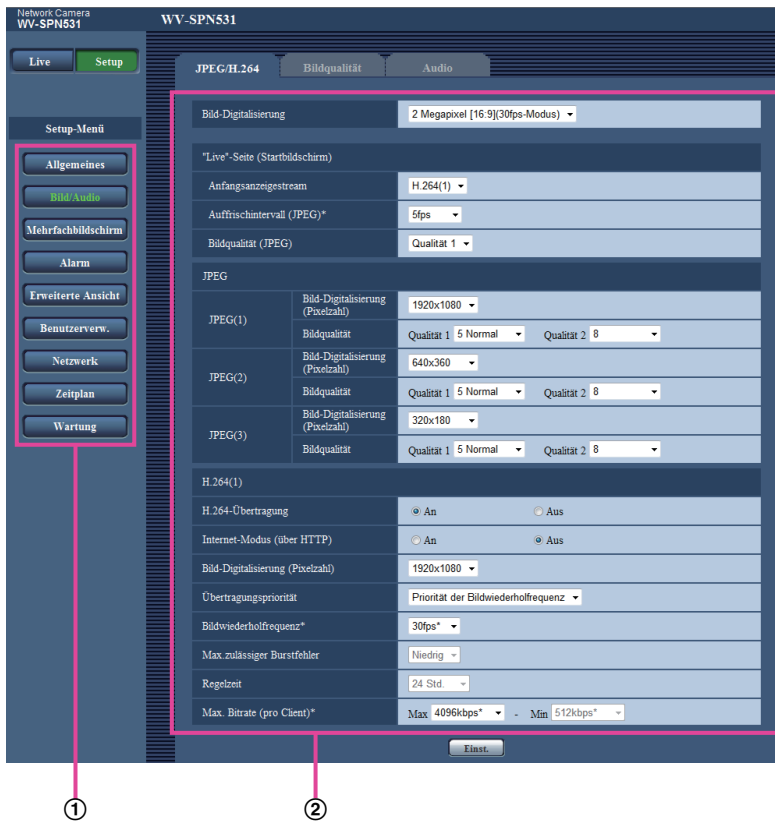 Network Camera
WV-SPN531
WV-SPN531
Live Setup
JPEG/H.264 Bildqualität Audio
Setup-Menü
Allgemeines
Bild/Audio
Mehrfachbildschirm
Alarm
Erweiterte Ansicht
Benutzerverw.
Netzwerk
Zeitplan
Wartung
Bild-Digitalisierung 2 Megapixel [16:9](30fps-Modus)
"Live"-Seite (Startbildschirm)
Anfangsanzeigestream H.264(1)
Auffrischintervall (JPEG)* 5fps
Bildqualität (JPEG) Qualität 1
JPEG
JPEG(1)
Bild-Digitalisierung (Pixelzahl) 1920x1080
Bildqualität Qualität 1 5 Normal Qualität 2 8
JPEG(2)
Bild-Digitalisierung (Pixelzahl) 640x360
Bildqualität Qualität 1 5 Normal Qualität 2 8
JPEG(3)
Bild-Digitalisierung (Pixelzahl) 320x180
Bildqualität Qualität 1 5 Normal Qualität 2 8
H.264(1)
H.264-Übertragung An Aus
Internet-Modus (über HTTP) An Aus
Bild-Digitalisierung (Pixelzahl) 1920x1080
Übertragungspriorität Priorität der Bildwiederholfrequenz
Bildwiederholfrequenz* 30fps*
Max.zulässiger Burstfehler Niedrig
Regelzeit 24 Std.
Max. Bitrate (pro Client)* Max 4096kbps* - Min 512kbps*
Einst.
① ②